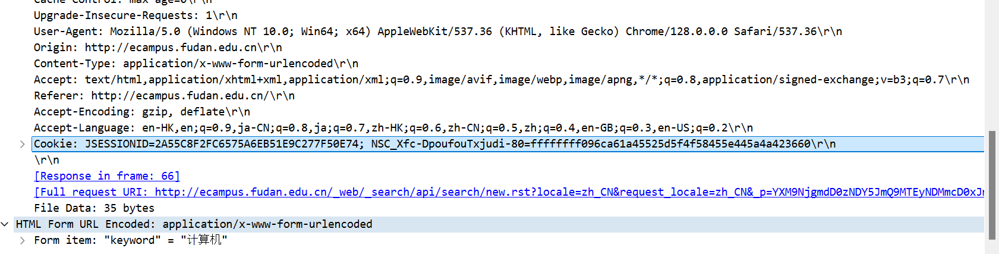 Cache-Control: max-age=0\r\n
Upgrade-Insecure-Requests: 1\r\n
User-Agent: Mozilla/5.0 (Windows NT 10.0; Win64; x64) AppleWebKit/537.36 (KHTML, like Gecko) Chrome/128.0.0.0 Safari/537.36\r\n
Origin: http://ecampus.fudan.edu.cn\r\n
Content-Type: application/x-www-form-urlencoded\r\n
Accept: text/html,application/xhtml+xml,application/xml;q=0.9,image/avif,image/webp,image/apng,*/*;q=0.8,application/signed-exchange;v=b3;q=0.7\r\n
Referer: http://ecampus.fudan.edu.cn/\r\n
Accept-Encoding: gzip, deflate\r\n
Accept-Language: en-HK,en;q=0.9,ja-CN;q=0.8,ja;q=0.7,zh-HK;q=0.6,zh-CN;q=0.5,zh;q=0.4,en-GB;q=0.3,en-US;q=0.2\r\n
Cookie: JSESSIONID=2A55C8F2FC6575A6EB51E9C277F50E74; NSC_Xfc-DpoufouTxjudi-80=ffffffff096ca61a45525d5f4f58455e445a4a423660\r\n
\r\n
[Response in frame: 66]
[Full request URI: http://ecampus.fudan.edu.cn/_web/_search/api/search/new.rst?locale=zh_CN&request_locale=zh_CN&_p=YXM9NjgmdD0zNDY5JmQ9MTEyNDMmcD0xJ
File Data: 35 bytes
HTML Form URL Encoded: application/x-www-form-urlencoded
Form item: "keyword" = "计算机"